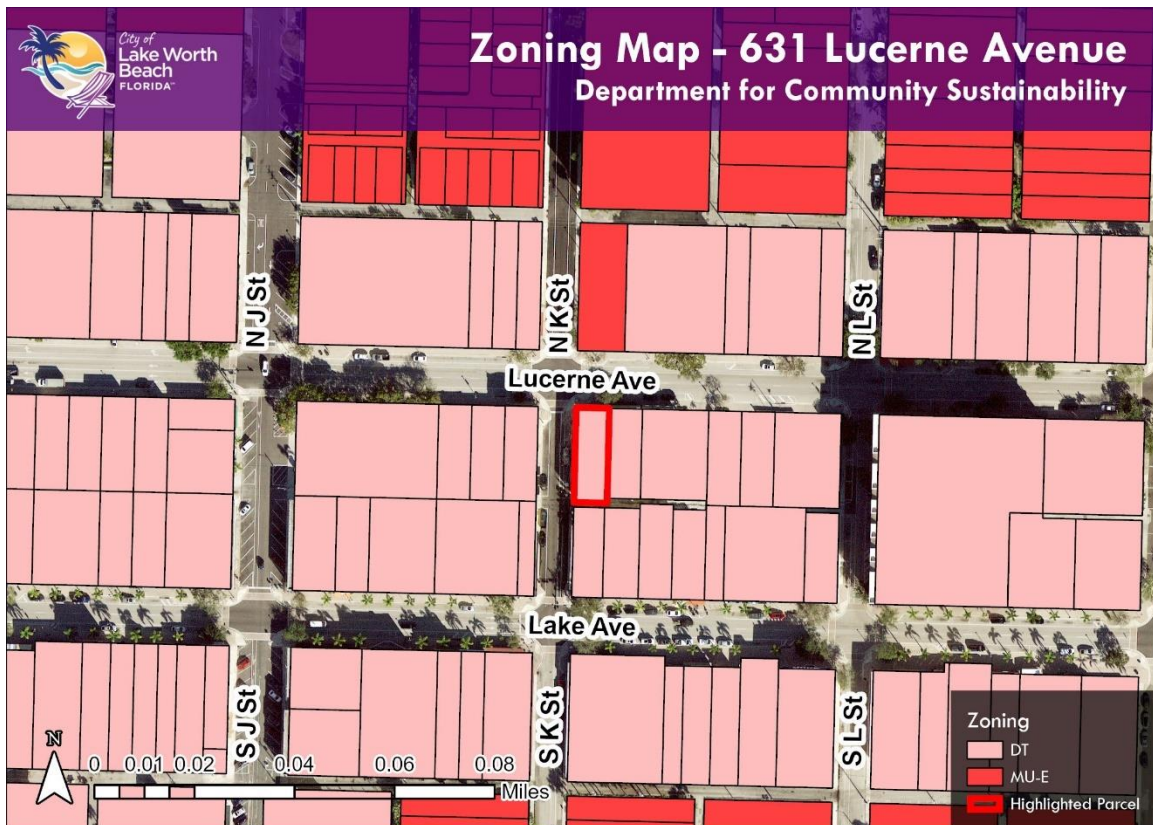 City of
Lake Worth
Beach
FLORIDA™
Zoning Map - 631 Lucerne Avenue
Department for Community Sustainability
N J St
N K St
N L St
Lucerne Ave
Lake Ave
S J St
S K St
S L St
N
0 0.01 0.02 0.04 0.06 0.08
Miles
Zoning
DT
MU-E
Highlighted Parcel